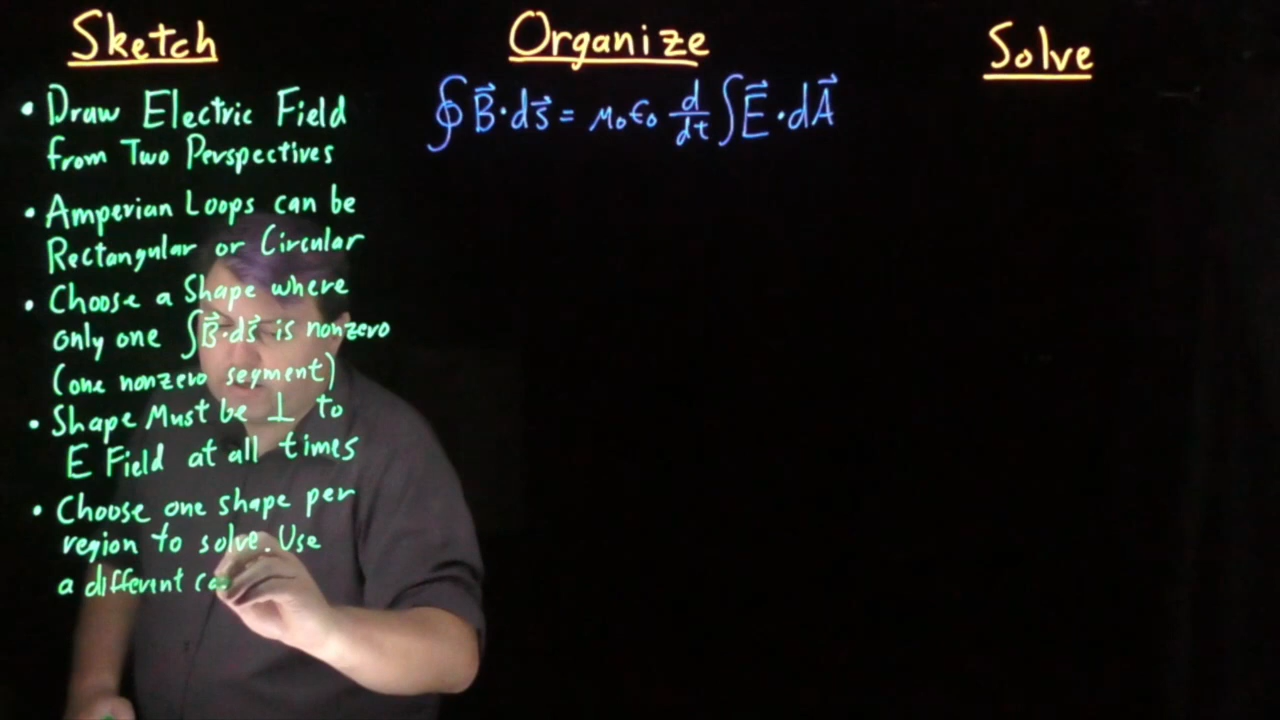 Sketch
• Draw Electric Field
from Two Perspectives
• Amperian Loops can be
Rectangular or Circular
• Choose a Shape where
only one ∫B⃗·ds⃗ is nonzero
(one nonzero segment)
• Shape Must be ⊥ to
E Field at all times
• Choose one shape per
region to solve. Use
a different
Organize
∮B⃗·ds⃗ = μ₀ε₀ d/dt ∫E⃗·dA⃗
Solve